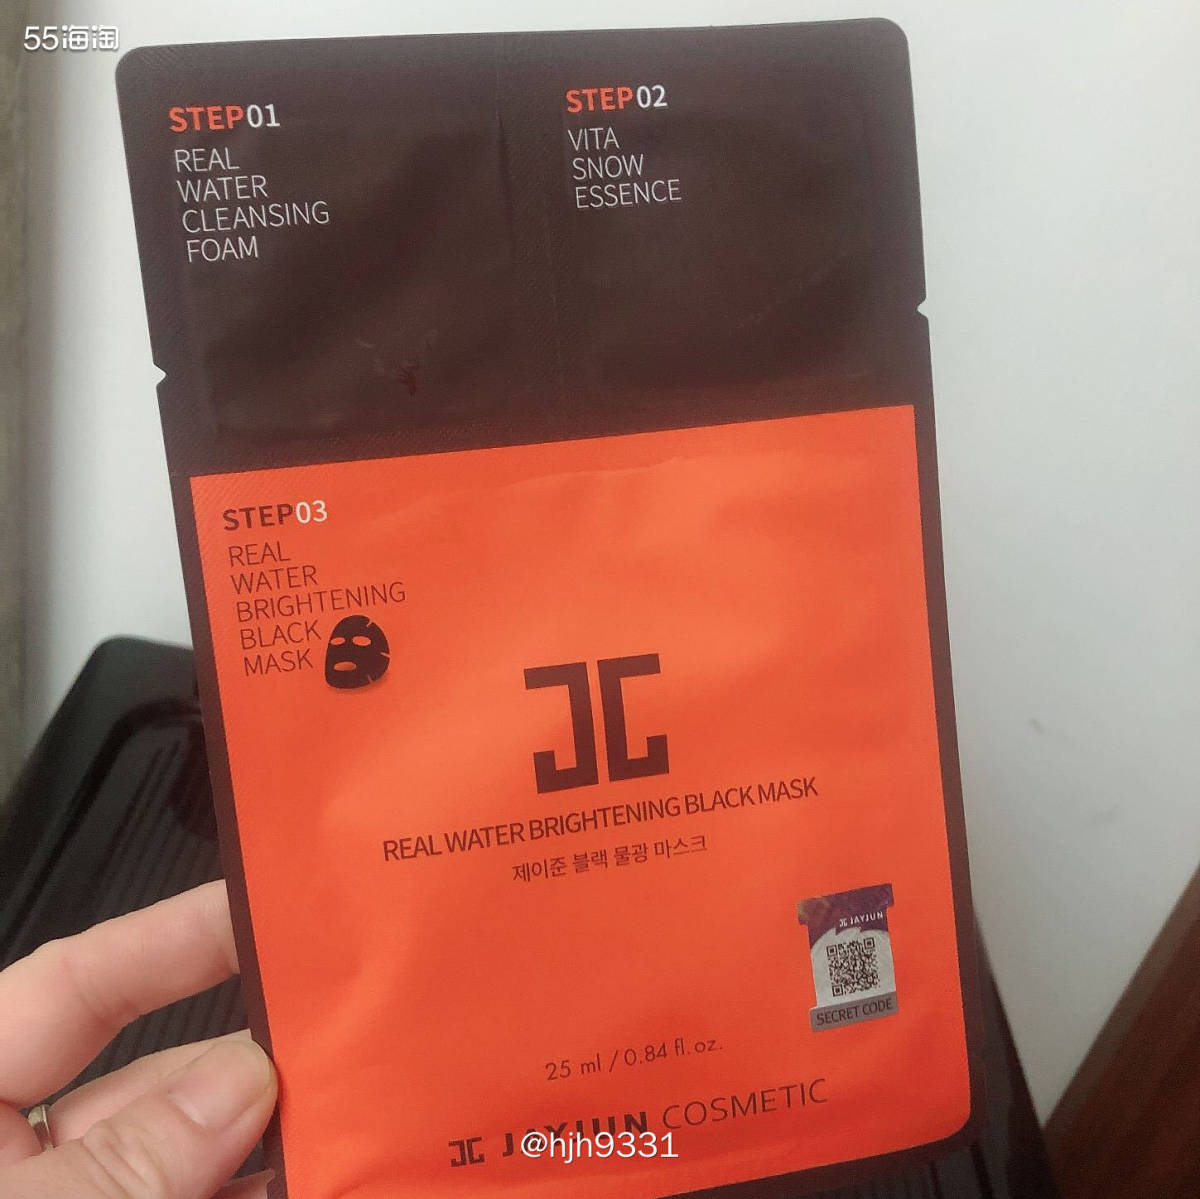 55海淘
STEP01
REAL
WATER
CLEANSING
FOAM
STEP02
VITA
SNOW
ESSENCE
STEP03
REAL
WATER
BRIGHTENING
BLACK
MASK
REAL WATER BRIGHTENING BLACK MASK
제이준 블랙 물광 마스크
JAYJUN
SECRET CODE
25 ml / 0.84 fl. oz.
JAYJUN COSMETIC
@hjh9331